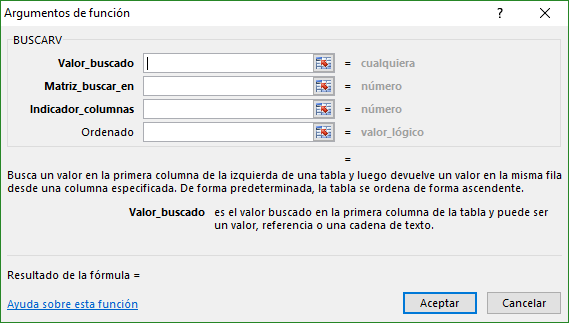 Argumentos de función
?
BUSCARV
Valor_buscado = cualquiera
Matriz_buscar_en = número
Indicador_columnas = número
Ordenado = valor_lógico
=
Busca un valor en la primera columna de la izquierda de una tabla y luego devuelve un valor en la misma fila
desde una columna especificada. De forma predeterminada, la tabla se ordena de forma ascendente.
Valor_buscado es el valor buscado en la primera columna de la tabla y puede ser
un valor, referencia o una cadena de texto.
Resultado de la fórmula =
Ayuda sobre esta función
Aceptar
Cancelar